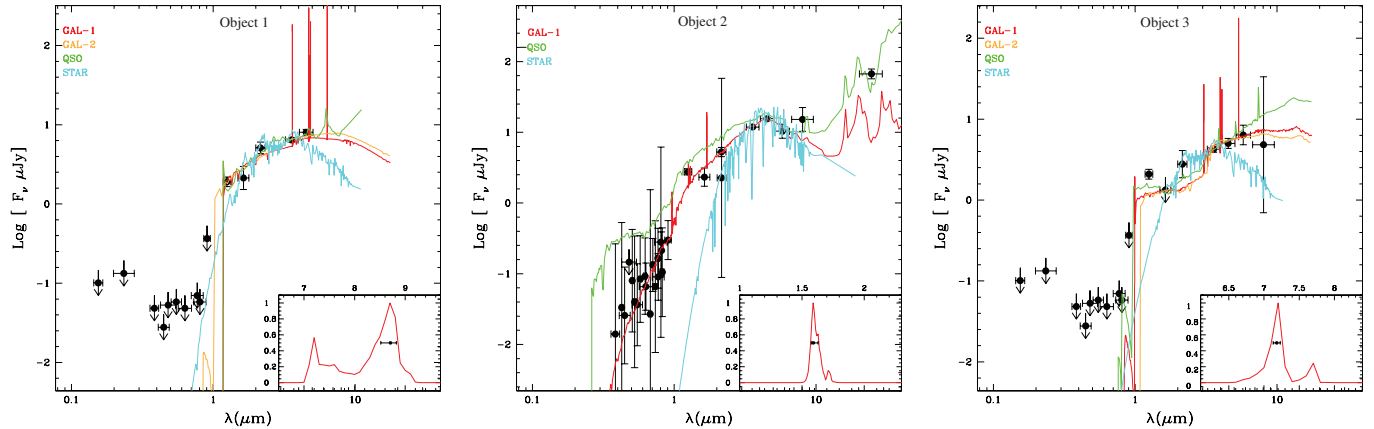 Object 1
GAL-1
GAL-2
QSO
STAR
Log [ Fν μJy]
2
1
0
-1
-2
7 8 9
1
0.8
0.6
0.4
0.2
0
0.1 1 10
λ(μm)
Object 2
GAL-1
QSO
STAR
Log [ Fν μJy]
2
1
0
-1
-2
1 1.5 2
1
0.8
0.6
0.4
0.2
0
0.1 1 10
λ(μm)
Object 3
GAL-1
GAL-2
QSO
STAR
Log [ Fν μJy]
2
1
0
-1
-2
6.5 7 7.5 8
1
0.8
0.6
0.4
0.2
0
0.1 1 10
λ(μm)